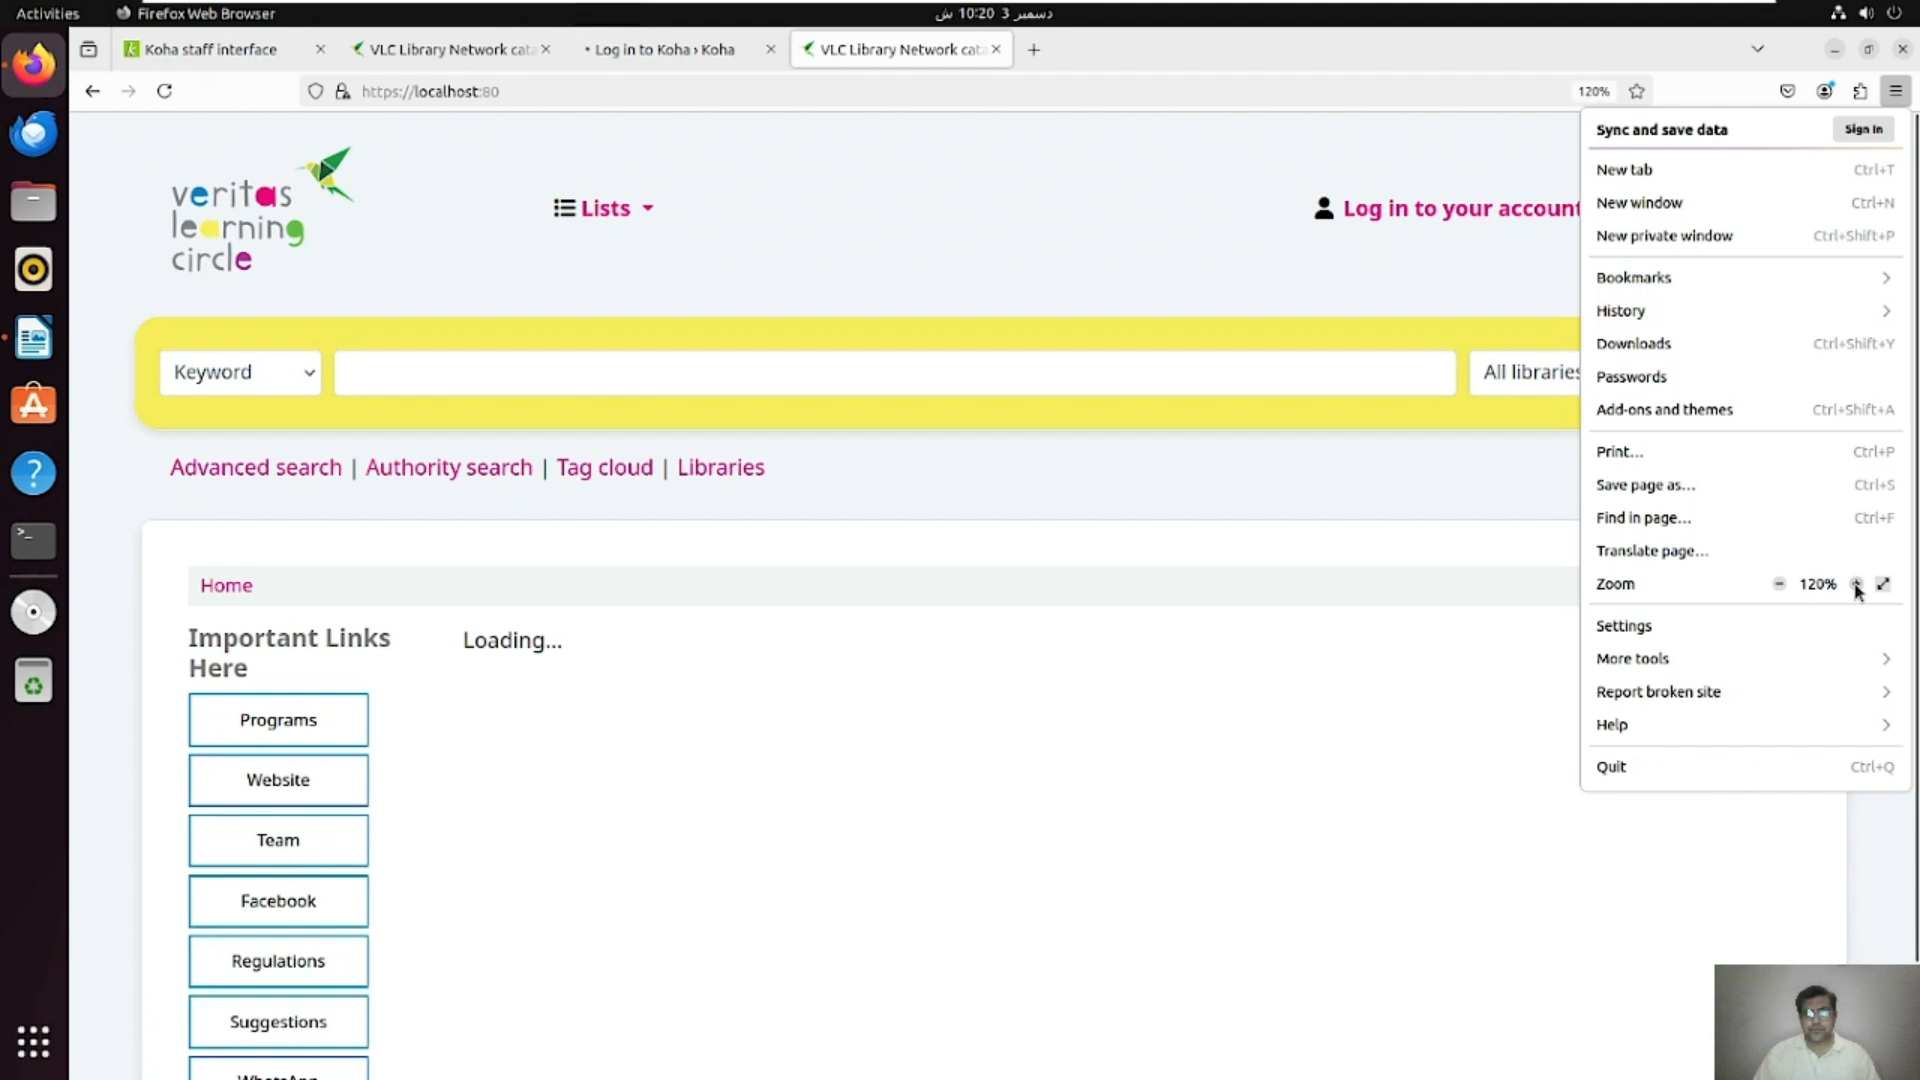 Activities
Firefox Web Browser
دسمبر 3 10:20 ش
Koha staff interface
VLC Library Network cata
Log in to Koha › Koha
VLC Library Network cata
https://localhost:80
120%
Sync and save data
Sign In
New tab Ctrl+T
New window Ctrl+N
New private window Ctrl+Shift+P
Bookmarks
History
Downloads Ctrl+Shift+Y
Passwords
Add-ons and themes Ctrl+Shift+A
Print... Ctrl+P
Save page as... Ctrl+S
Find in page... Ctrl+F
Translate page...
Zoom 120%
Settings
More tools
Report broken site
Help
Quit Ctrl+Q
veritas
learning
circle
Lists
Log in to your account
Keyword
All libraries
Advanced search | Authority search | Tag cloud | Libraries
Home
Important Links
Here
Loading...
Programs
Website
Team
Facebook
Regulations
Suggestions
WhatsApp